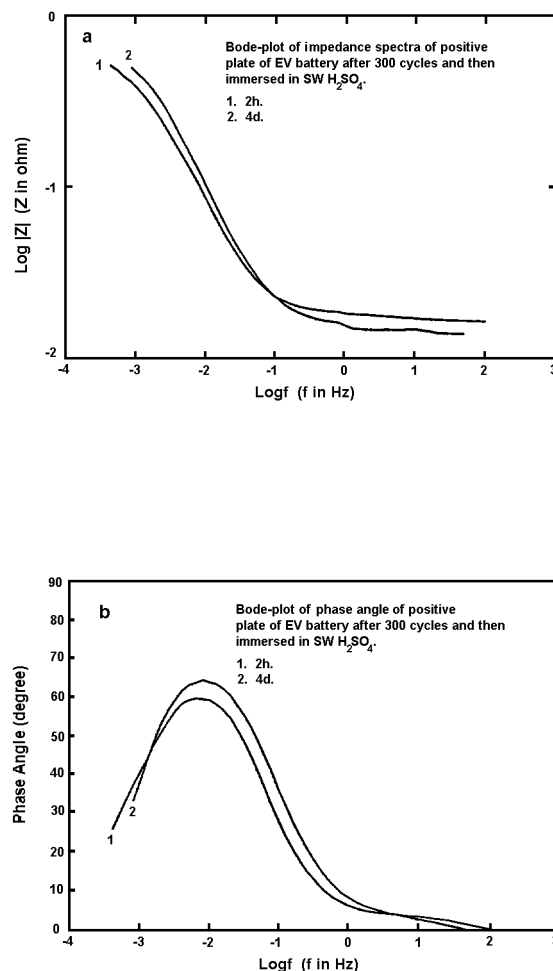 a
Bode-plot of impedance spectra of positive
plate of EV battery after 300 cycles and then
immersed in SW H₂SO₄.
1. 2h.
2. 4d.
1
2
Log |Z| (Z in ohm)
0
-1
-2
-4 -3 -2 -1 0 1 2 3
Logf (f in Hz)
b
Bode-plot of phase angle of positive
plate of EV battery after 300 cycles and then
immersed in SW H₂SO₄.
1. 2h.
2. 4d.
Phase Angle (degree)
90
80
70
60
50
40
30
20
10
0
1
2
-4 -3 -2 -1 0 1 2 3
Logf (f in Hz)